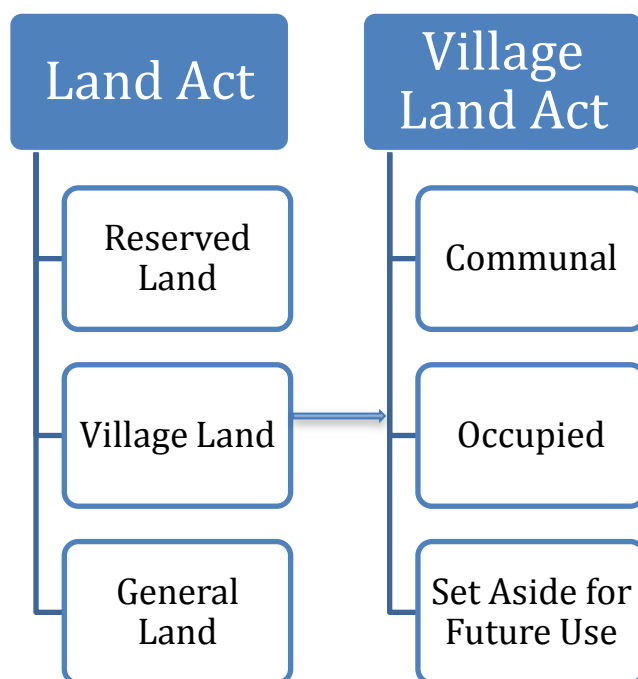 Land Act
Reserved
Land
Village Land
General
Land
Village
Land Act
Communal
Occupied
Set Aside for
Future Use